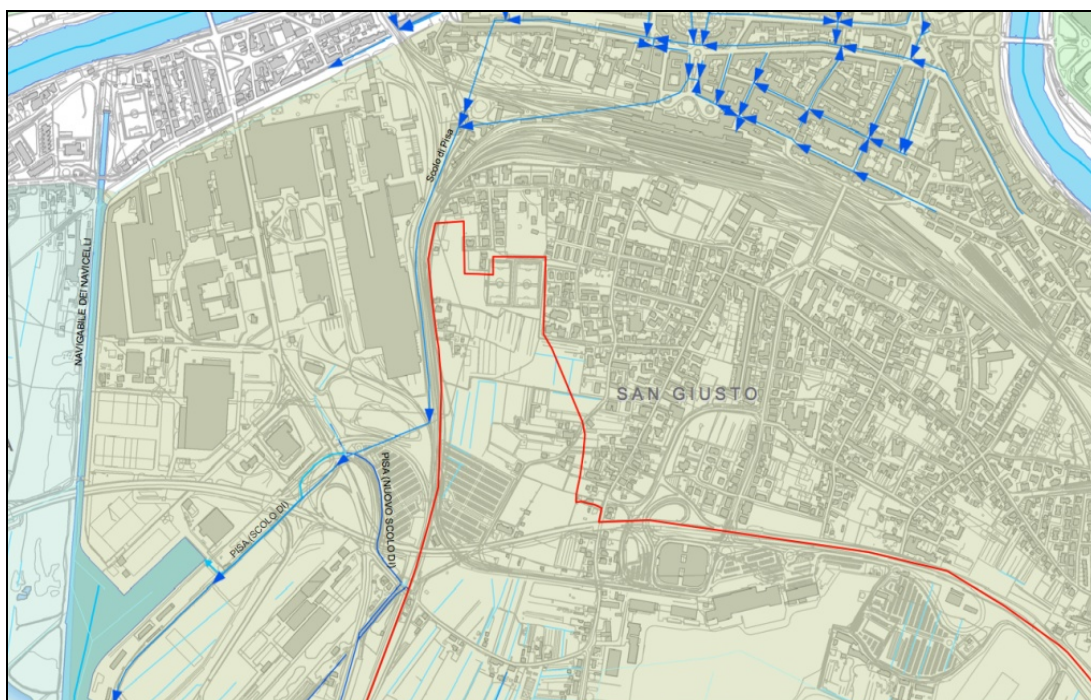 Scolo di Pisa
NAVIGABILE DEI NAVICELLI
SAN GIUSTO
PISA (SCOLO DI)
PISA (NUOVO SCOLO DI)